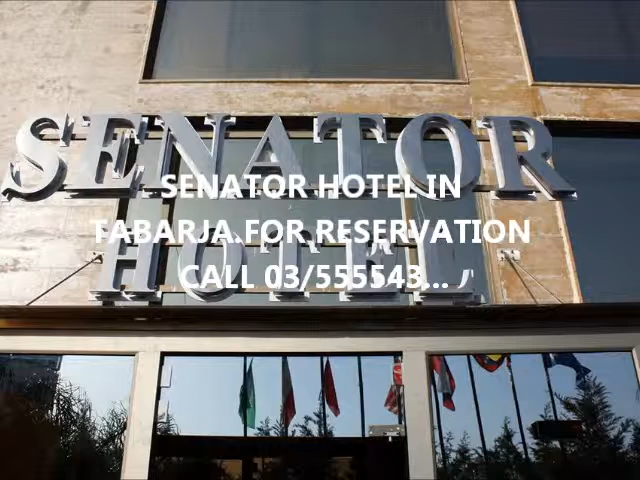 SENATOR
HOTEL
SENATOR HOTEL IN
TABARJA.FOR RESERVATION
CALL 03/555543...